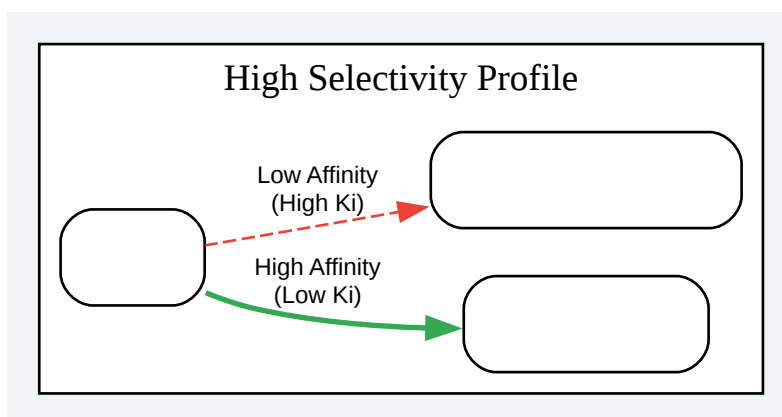 High Selectivity Profile
Low Affinity
(High Ki)
High Affinity
(Low Ki)